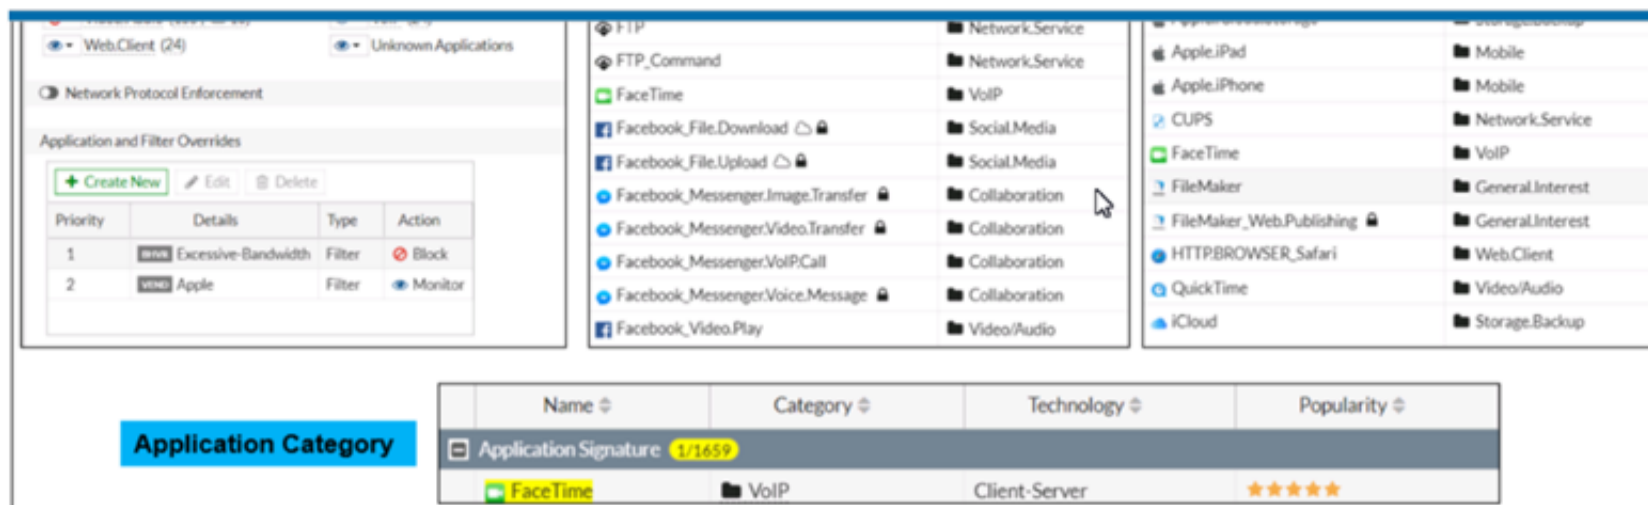 Web.Client (24)
Unknown Applications
Network Protocol Enforcement
Application and Filter Overrides
+ Create New Edit Delete
Priority Details Type Action
1 Excessive-Bandwidth Filter Block
2 Apple Filter Monitor
FTP Network.Service
FTP_Command Network.Service
FaceTime VoIP
Facebook_File.Download Social.Media
Facebook_File.Upload Social.Media
Facebook_Messenger.Image.Transfer Collaboration
Facebook_Messenger.Video.Transfer Collaboration
Facebook_Messenger.VoIP.Call Collaboration
Facebook_Messenger.Voice.Message Collaboration
Facebook_Video.Play Video/Audio
Apple.iPad Mobile
Apple.iPhone Mobile
CUPS Network.Service
FaceTime VoIP
FileMaker General.Interest
FileMaker_Web.Publishing General.Interest
HTTP.BROWSER_Safari Web.Client
QuickTime Video/Audio
iCloud Storage.Backup
Application Category
Name Category Technology Popularity
Application Signature 1/1659
FaceTime VoIP Client-Server